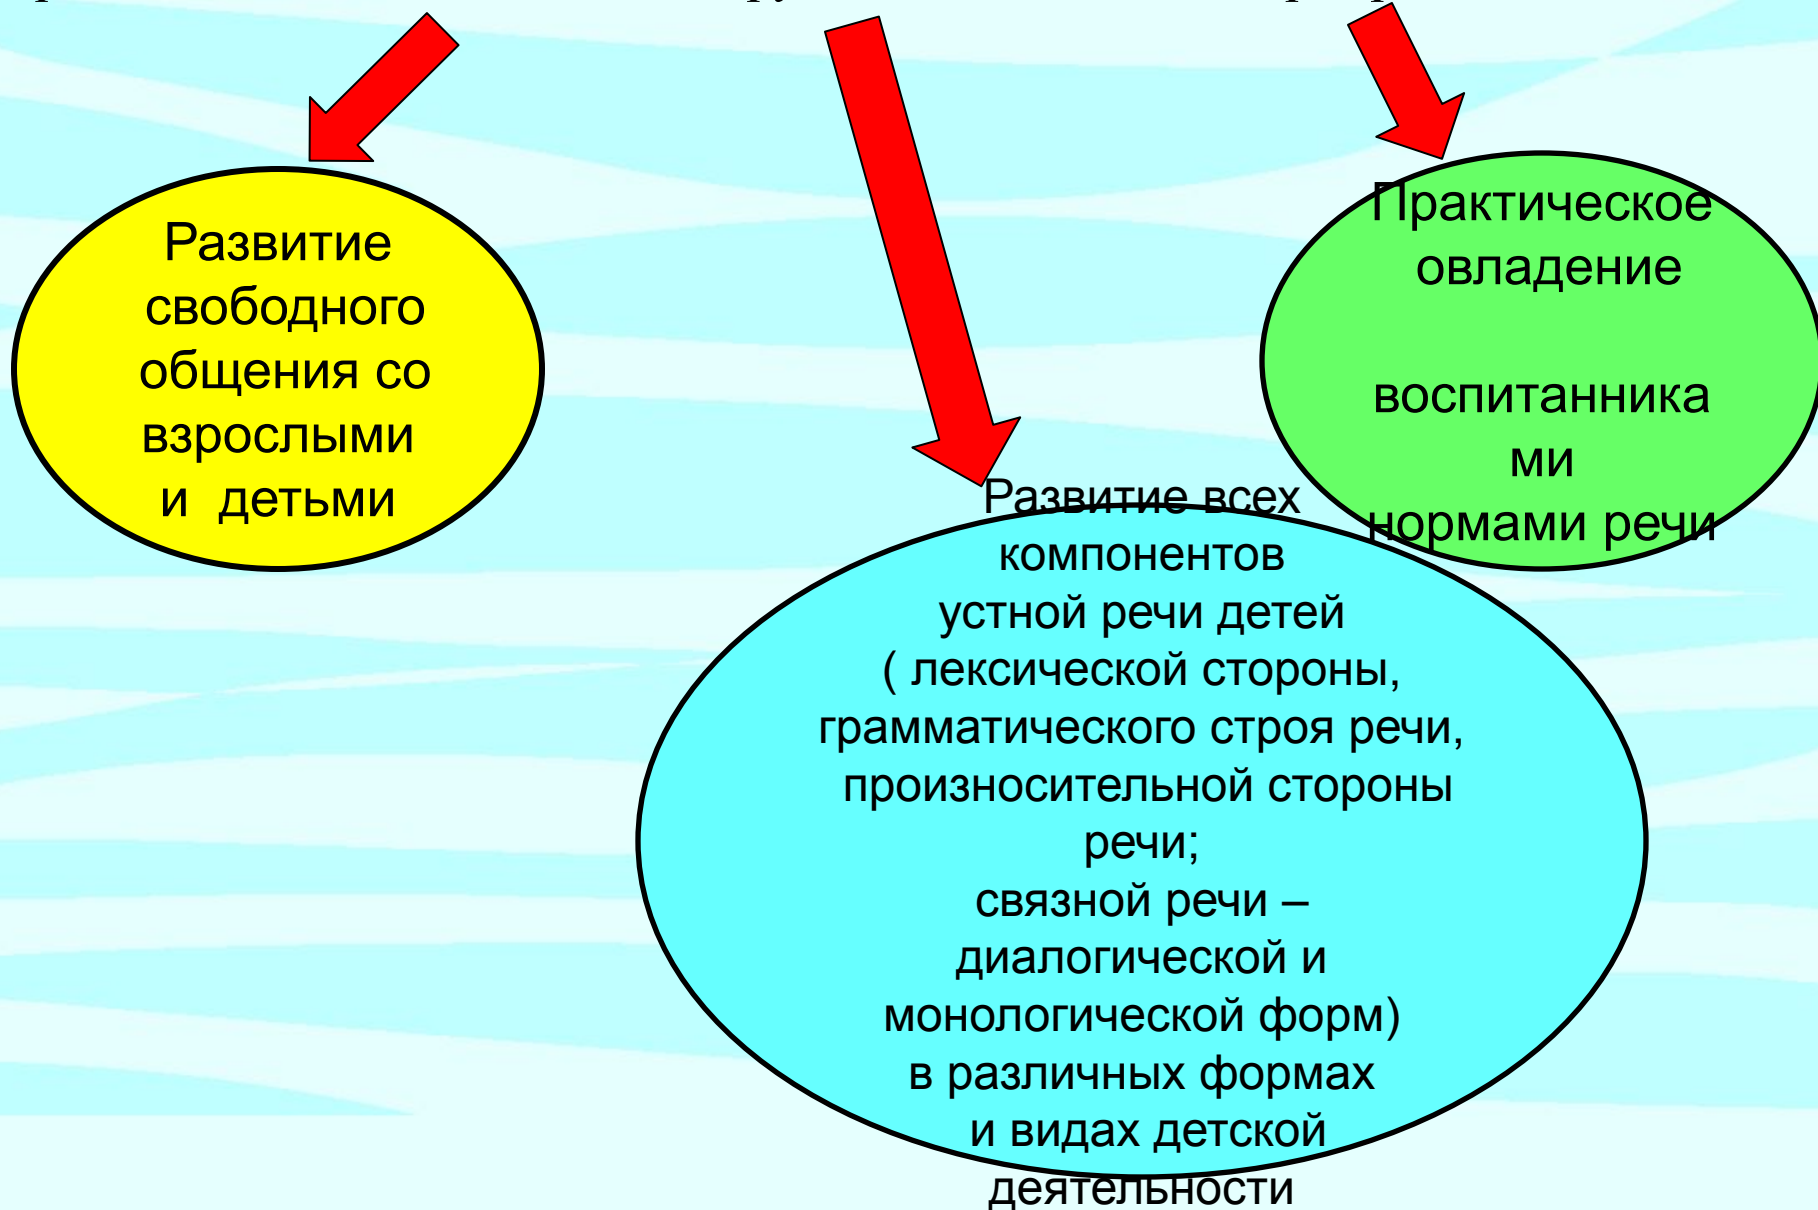 Развитие
свободного
общения со
взрослыми
и детьми
Практическое
овладение
воспитанника
ми
нормами речи
Развитие всех
компонентов
устной речи детей
( лексической стороны,
грамматического строя речи,
произносительной стороны
речи;
связной речи –
диалогической и
монологической форм)
в различных формах
и видах детской
деятельности